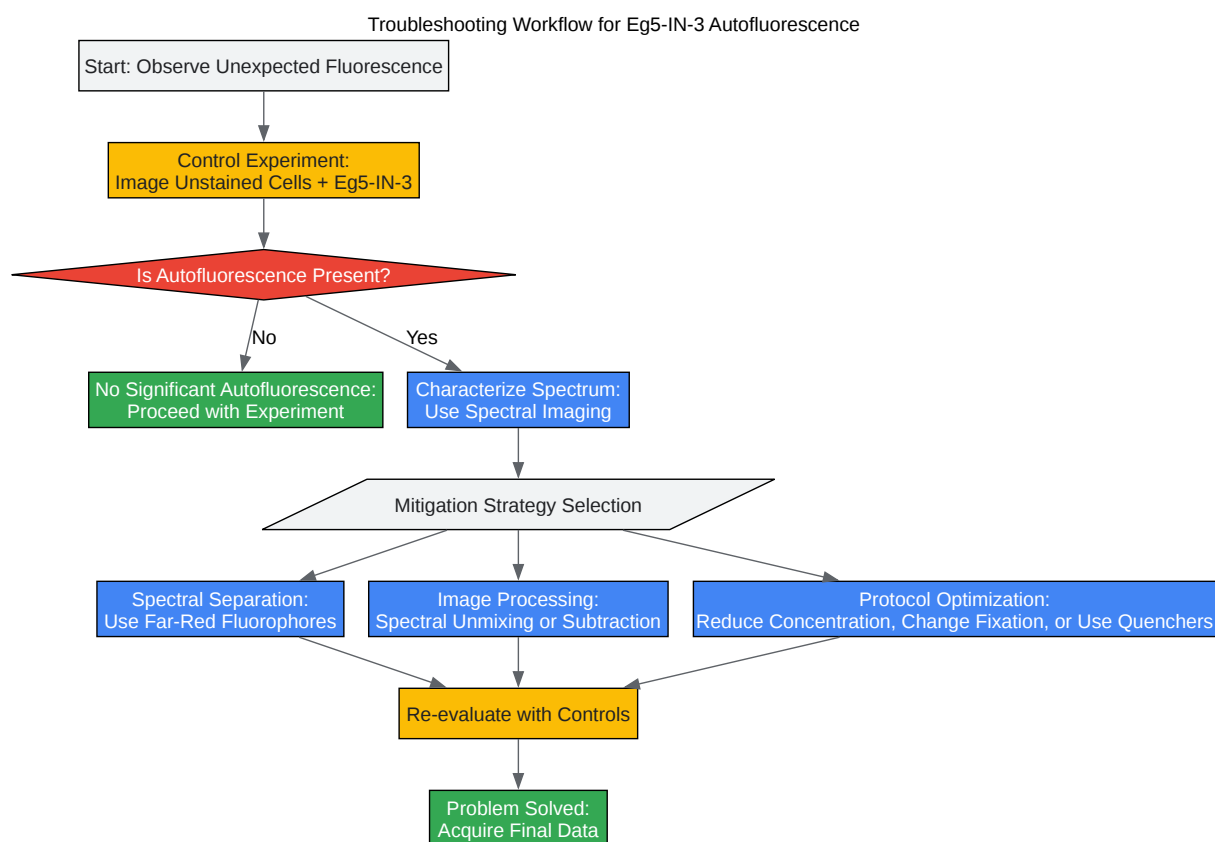 Troubleshooting Workflow for Eg5-IN-3 Autofluorescence
Start: Observe Unexpected Fluorescence
Control Experiment:
Image Unstained Cells + Eg5-IN-3
Is Autofluorescence Present?
No
Yes
No Significant Autofluorescence:
Proceed with Experiment
Characterize Spectrum:
Use Spectral Imaging
Mitigation Strategy Selection
Spectral Separation:
Use Far-Red Fluorophores
Image Processing:
Spectral Unmixing or Subtraction
Protocol Optimization:
Reduce Concentration, Change Fixation, or Use Quenchers
Re-evaluate with Controls
Problem Solved:
Acquire Final Data